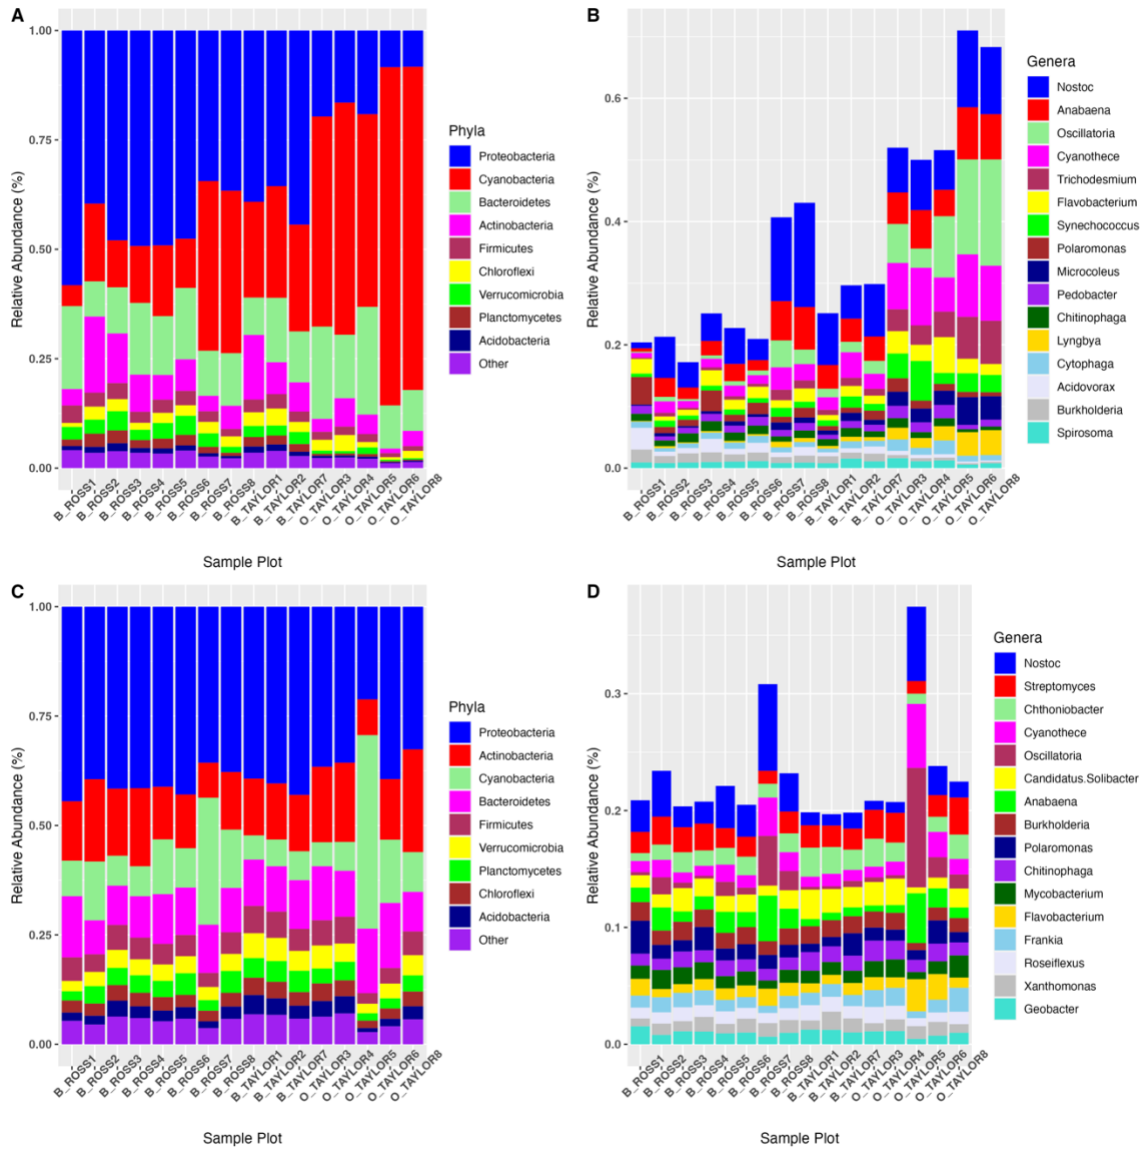 A
Relative Abundance (%)
1.00
0.75
0.50
0.25
0.00
B_ROSS1
B_ROSS2
B_ROSS3
B_ROSS4
B_ROSS5
B_ROSS6
B_ROSS7
B_ROSS8
B_TAYLOR1
B_TAYLOR2
B_TAYLOR7
O_TAYLOR3
O_TAYLOR4
O_TAYLOR5
O_TAYLOR6
O_TAYLOR8
Sample Plot
Phyla
Proteobacteria
Cyanobacteria
Bacteroidetes
Actinobacteria
Firmicutes
Chloroflexi
Verrucomicrobia
Planctomycetes
Acidobacteria
Other
B
Relative Abundance (%)
0.6
0.4
0.2
0.0
B_ROSS1
B_ROSS2
B_ROSS3
B_ROSS4
B_ROSS5
B_ROSS6
B_ROSS7
B_ROSS8
B_TAYLOR1
B_TAYLOR2
B_TAYLOR7
O_TAYLOR3
O_TAYLOR4
O_TAYLOR5
O_TAYLOR6
O_TAYLOR8
Sample Plot
Genera
Nostoc
Anabaena
Oscillatoria
Cyanothece
Trichodesmium
Flavobacterium
Synechococcus
Polaromonas
Microcoleus
Pedobacter
Chitinophaga
Lyngbya
Cytophaga
Acidovorax
Burkholderia
Spirosoma
C
Relative Abundance (%)
1.00
0.75
0.50
0.25
0.00
B_ROSS1
B_ROSS2
B_ROSS3
B_ROSS4
B_ROSS5
B_ROSS6
B_ROSS7
B_ROSS8
B_TAYLOR1
B_TAYLOR2
B_TAYLOR7
O_TAYLOR3
O_TAYLOR4
O_TAYLOR5
O_TAYLOR6
O_TAYLOR8
Sample Plot
Phyla
Proteobacteria
Actinobacteria
Cyanobacteria
Bacteroidetes
Firmicutes
Verrucomicrobia
Planctomycetes
Chloroflexi
Acidobacteria
Other
D
Relative Abundance (%)
0.3
0.2
0.1
0.0
B_ROSS1
B_ROSS2
B_ROSS3
B_ROSS4
B_ROSS5
B_ROSS6
B_ROSS7
B_ROSS8
B_TAYLOR1
B_TAYLOR2
B_TAYLOR7
O_TAYLOR3
O_TAYLOR4
O_TAYLOR5
O_TAYLOR6
O_TAYLOR8
Sample Plot
Genera
Nostoc
Streptomyces
Chthoniobacter
Cyanothece
Oscillatoria
Candidatus.Solibacter
Anabaena
Burkholderia
Polaromonas
Chitinophaga
Mycobacterium
Flavobacterium
Frankia
Roseiflexus
Xanthomonas
Geobacter